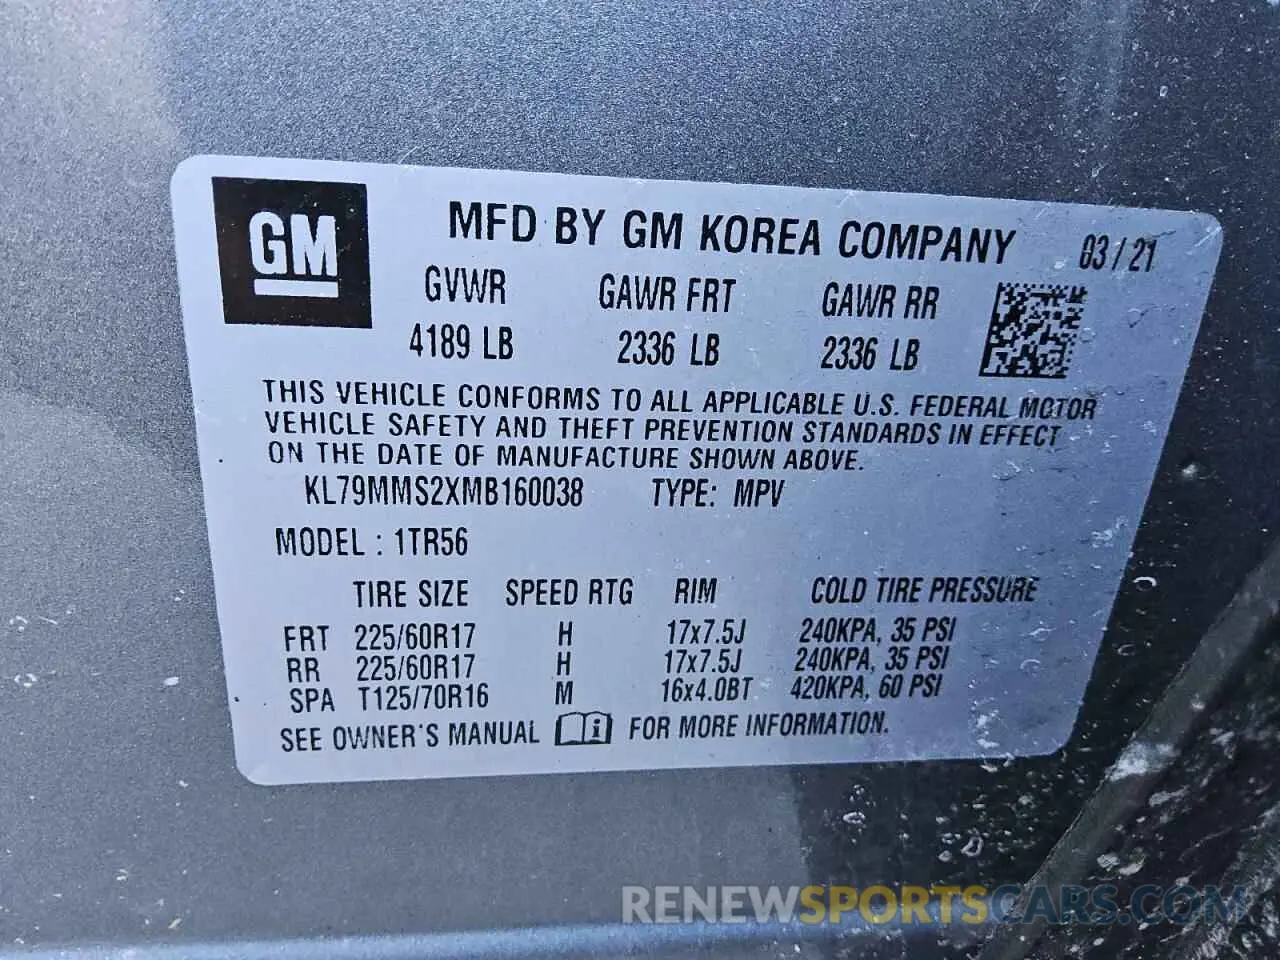 GM
MFD BY GM KOREA COMPANY 03/21
GVWR GAWR FRT GAWR RR
4189 LB 2336 LB 2336 LB
THIS VEHICLE CONFORMS TO ALL APPLICABLE U.S. FEDERAL MOTOR
VEHICLE SAFETY AND THEFT PREVENTION STANDARDS IN EFFECT
ON THE DATE OF MANUFACTURE SHOWN ABOVE.
KL79MMS2XMB160038 TYPE: MPV
MODEL : 1TR56
TIRE SIZE SPEED RTG RIM COLD TIRE PRESSURE
FRT 225/60R17 H 17x7.5J 240KPA, 35 PSI
RR 225/60R17 H 17x7.5J 240KPA, 35 PSI
SPA T125/70R16 M 16x4.0BT 420KPA, 60 PSI
SEE OWNER'S MANUAL i FOR MORE INFORMATION.
RENEWSPORTSCARS.COM